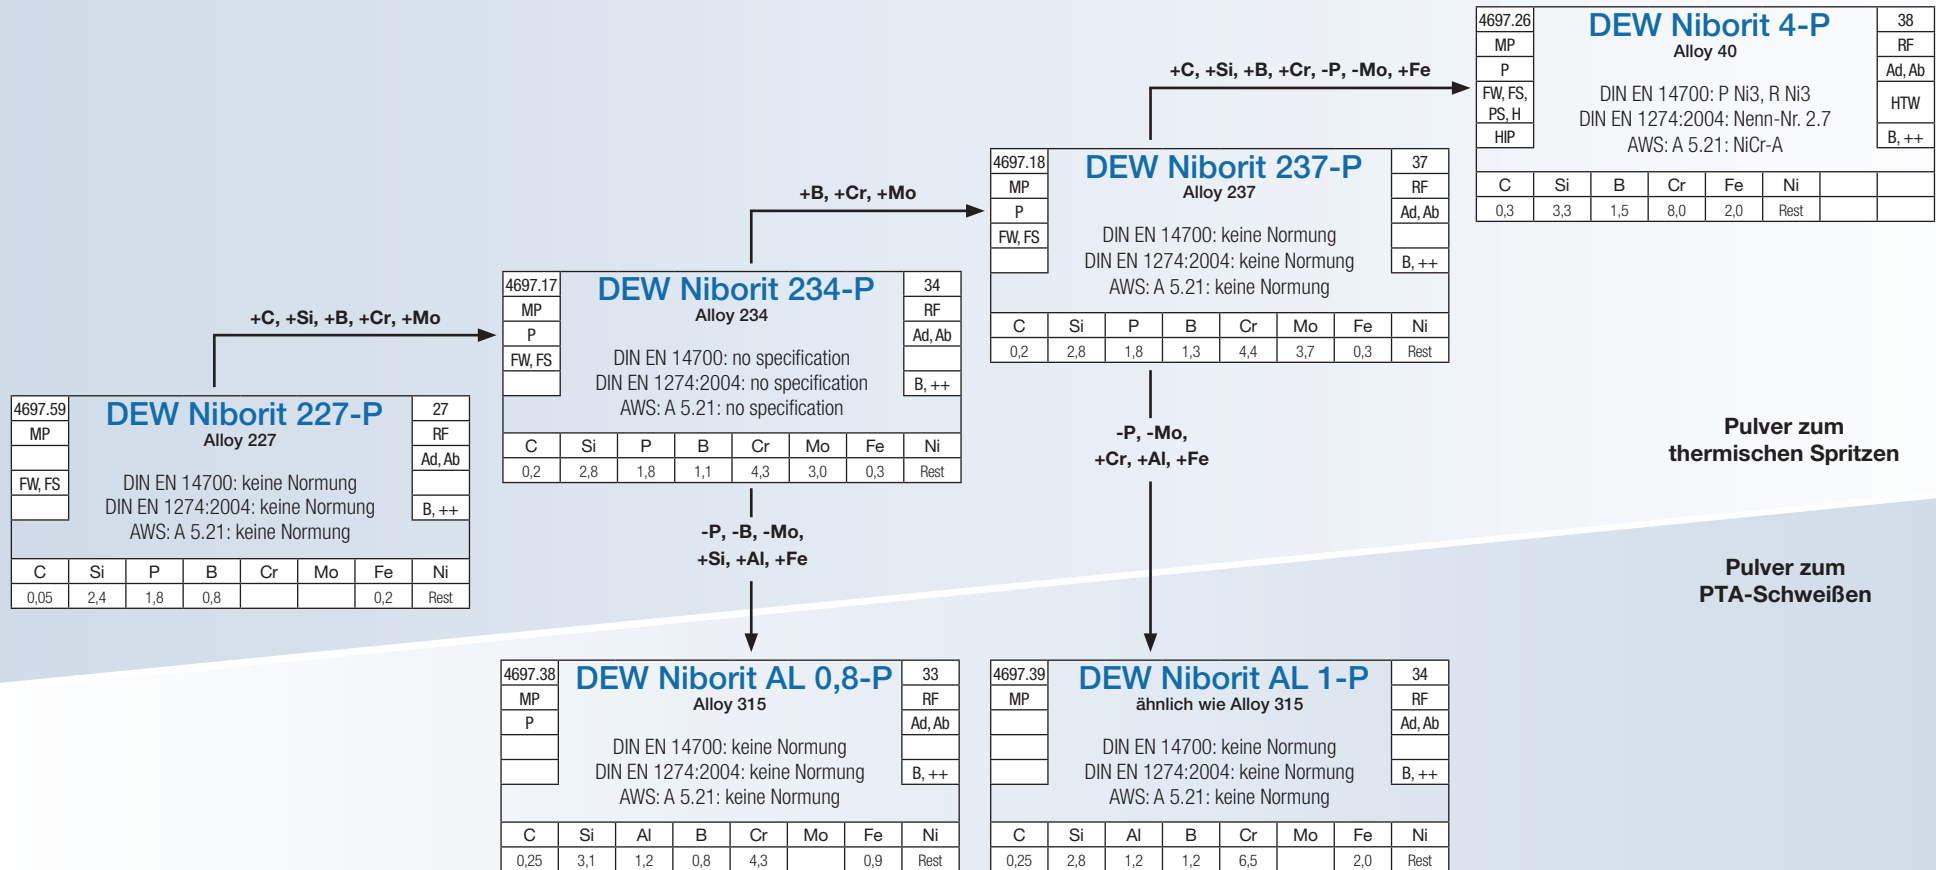 4697.26 DEW Niborit 4-P 38
MP Alloy 40 RF
P Ad, Ab
FW, FS, PS, H DIN EN 14700: P Ni3, R Ni3 HTW
DIN EN 1274:2004: Nenn-Nr. 2.7
HIP AWS: A 5.21: NiCr-A B, ++
C Si B Cr Fe Ni
0,3 3,3 1,5 8,0 2,0 Rest
+C, +Si, +B, +Cr, -P, -Mo, +Fe
4697.18 DEW Niborit 237-P 37
MP Alloy 237 RF
P Ad, Ab
FW, FS DIN EN 14700: keine Normung
DIN EN 1274:2004: keine Normung B, ++
AWS: A 5.21: keine Normung
C Si P B Cr Mo Fe Ni
0,2 2,8 1,8 1,3 4,4 3,7 0,3 Rest
+B, +Cr, +Mo
4697.17 DEW Niborit 234-P 34
MP Alloy 234 RF
P Ad, Ab
FW, FS DIN EN 14700: no specification
DIN EN 1274:2004: no specification B, ++
AWS: A 5.21: no specification
C Si P B Cr Mo Fe Ni
0,2 2,8 1,8 1,1 4,3 3,0 0,3 Rest
+C, +Si, +B, +Cr, +Mo
4697.59 DEW Niborit 227-P 27
MP Alloy 227 RF
Ad, Ab
FW, FS DIN EN 14700: keine Normung
DIN EN 1274:2004: keine Normung B, ++
AWS: A 5.21: keine Normung
C Si P B Cr Mo Fe Ni
0,05 2,4 1,8 0,8 0,2 Rest
-P, -B, -Mo,
+Si, +Al, +Fe
-P, -Mo,
+Cr, +Al, +Fe
Pulver zum
thermischen Spritzen
Pulver zum
PTA-Schweißen
4697.38 DEW Niborit AL 0,8-P 33
MP Alloy 315 RF
P Ad, Ab
DIN EN 14700: keine Normung
DIN EN 1274:2004: keine Normung B, ++
AWS: A 5.21: keine Normung
C Si Al B Cr Mo Fe Ni
0,25 3,1 1,2 0,8 4,3 0,9 Rest
4697.39 DEW Niborit AL 1-P 34
MP ähnlich wie Alloy 315 RF
Ad, Ab
DIN EN 14700: keine Normung
DIN EN 1274:2004: keine Normung B, ++
AWS: A 5.21: keine Normung
C Si Al B Cr Mo Fe Ni
0,25 2,8 1,2 1,2 6,5 2,0 Rest